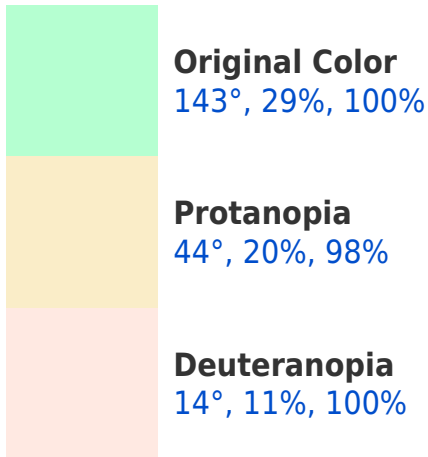 Original Color
143°, 29%, 100%
Protanopia
44°, 20%, 98%
Deuteranopia
14°, 11%, 100%